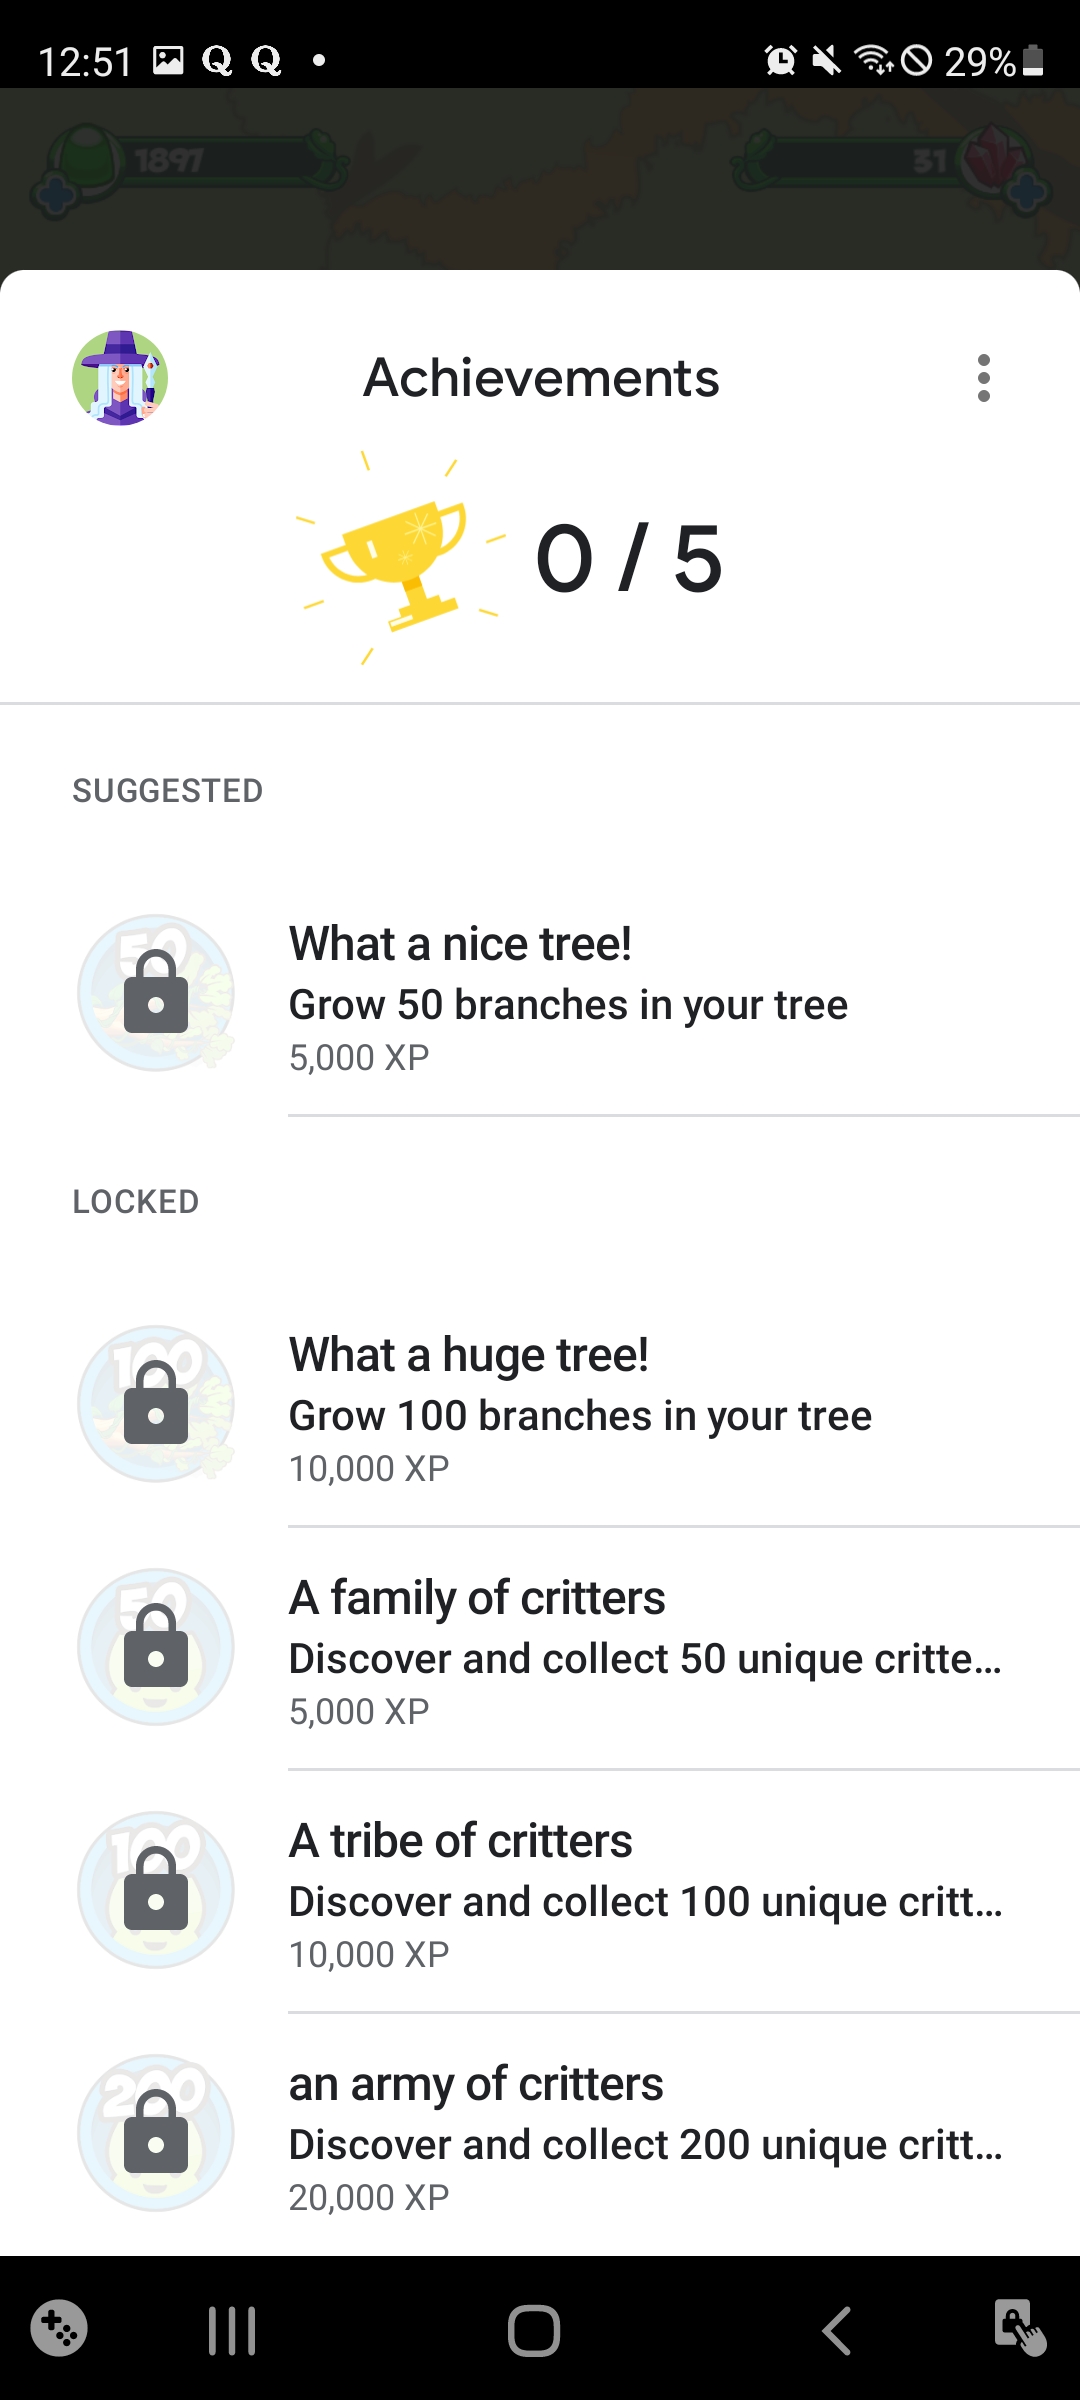 12:51 Q Q 29%
1897 31
Achievements
0 / 5
SUGGESTED
50
What a nice tree!
Grow 50 branches in your tree
5,000 XP
LOCKED
100
What a huge tree!
Grow 100 branches in your tree
10,000 XP
50
A family of critters
Discover and collect 50 unique critte...
5,000 XP
100
A tribe of critters
Discover and collect 100 unique critt...
10,000 XP
200
an army of critters
Discover and collect 200 unique critt...
20,000 XP